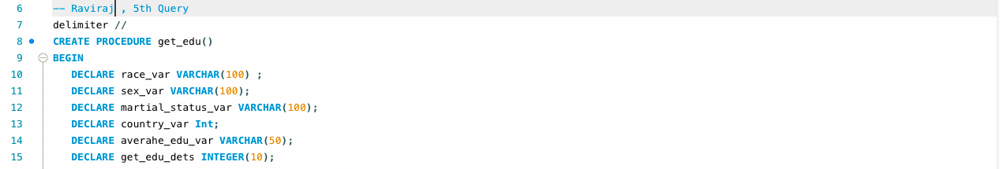 6 -- Raviraj , 5th Query
7 delimiter //
8 CREATE PROCEDURE get_edu()
9 BEGIN
10 DECLARE race_var VARCHAR(100) ;
11 DECLARE sex_var VARCHAR(100);
12 DECLARE martial_status_var VARCHAR(100);
13 DECLARE country_var Int;
14 DECLARE averahe_edu_var VARCHAR(50);
15 DECLARE get_edu_dets INTEGER(10);